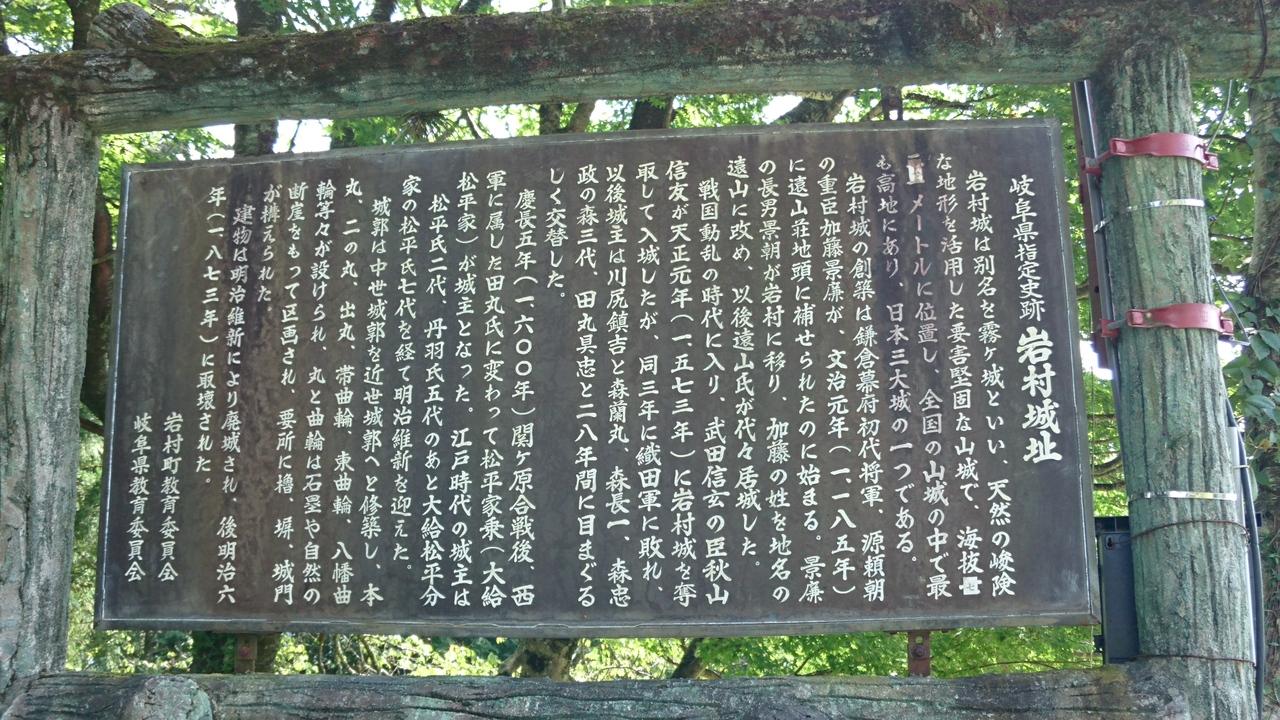 岐阜県指定史跡 岩村城址
岩村城は別名を霧ヶ城といい、天然の峻険
な地形を活用した要害堅固な山城で、海抜
メートルに位置し、全国の山城の中で最
も高地にあり、日本三大城の一つである。
岩村城の創築は鎌倉幕府初代将軍、源頼朝
の重臣加藤景廉が、文治元年(一、一八五年)
に遠山荘地頭に補せられたのに始まる。景廉
の長男景朝が岩村に移り、加藤の姓を地名の
遠山に改め、以後遠山氏が代々居城した。
戦国動乱の時代に入り、武田信玄の臣秋山
信友が天正元年(一、五七三年)に岩村城を奪
取して入城したが、同三年に織田軍に敗れ、
以後城主は川尻鎮吉と森蘭丸、森長一、森忠
政の森三代、田丸具忠と二八年間に目まぐる
しく交替した。
慶長五年(一、六〇〇年)関ヶ原合戦後、西
軍に属した田丸氏に変わって松平家乗(大給
松平家)が城主となった。江戸時代の城主は
松平氏二代、丹羽氏五代のあと大給松平分
家の松平氏七代を経て明治維新を迎えた。
城郭は中世城郭を近世城郭へと修築し、本
丸、二の丸、出丸、帯曲輪、東曲輪、八幡曲
輪等々が設けられ、丸と曲輪は石塁や自然の
断崖をもって区画され、要所に櫓、塀、城門
が構えられた。
建物は明治維新により廃城され、後明治六
年(一、八七三年)に取壊された。
岩村町教育委員会
岐阜県教育委員会